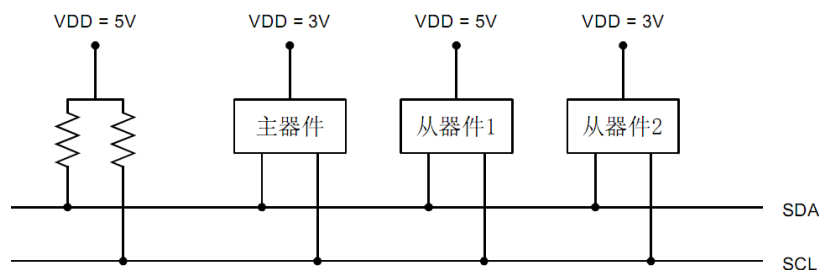 VDD = 5V
VDD = 3V
VDD = 5V
VDD = 3V
主器件
从器件1
从器件2
SDA
SCL